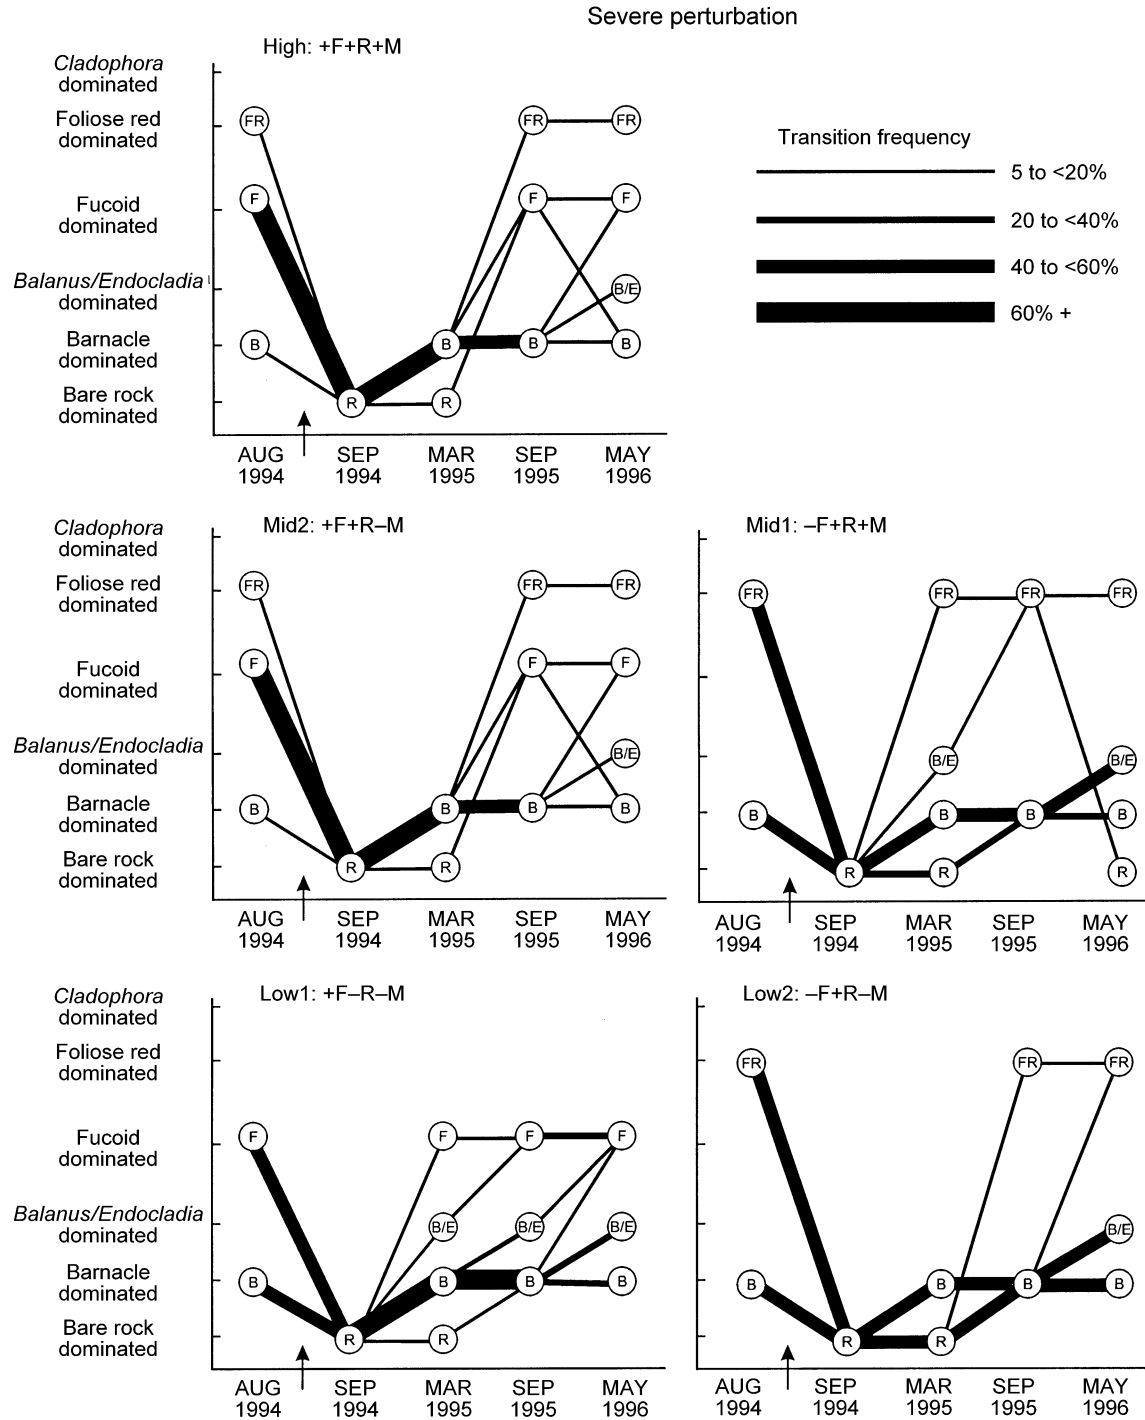 Severe perturbation
High: +F+R+M
Cladophora
dominated
Foliose red
dominated
Fucoid
dominated
Balanus/Endocladia
dominated
Barnacle
dominated
Bare rock
dominated
FR
FR
FR
F
F
F
B/E
B
B
B
B
R
R
AUG
1994
SEP
1994
MAR
1995
SEP
1995
MAY
1996
Transition frequency
5 to <20%
20 to <40%
40 to <60%
60% +
Mid2: +F+R–M
Cladophora
dominated
Foliose red
dominated
Fucoid
dominated
Balanus/Endocladia
dominated
Barnacle
dominated
Bare rock
dominated
FR
FR
FR
F
F
F
B/E
B
B
B
B
R
R
AUG
1994
SEP
1994
MAR
1995
SEP
1995
MAY
1996
Mid1: –F+R+M
FR
FR
FR
FR
B/E
B/E
B
B
B
B
R
R
R
AUG
1994
SEP
1994
MAR
1995
SEP
1995
MAY
1996
Low1: +F–R–M
Cladophora
dominated
Foliose red
dominated
Fucoid
dominated
Balanus/Endocladia
dominated
Barnacle
dominated
Bare rock
dominated
F
F
F
F
B/E
B/E
B/E
B
B
B
B
R
R
AUG
1994
SEP
1994
MAR
1995
SEP
1995
MAY
1996
Low2: –F+R–M
FR
FR
FR
B/E
B
B
B
B
R
R
AUG
1994
SEP
1994
MAR
1995
SEP
1995
MAY
1996